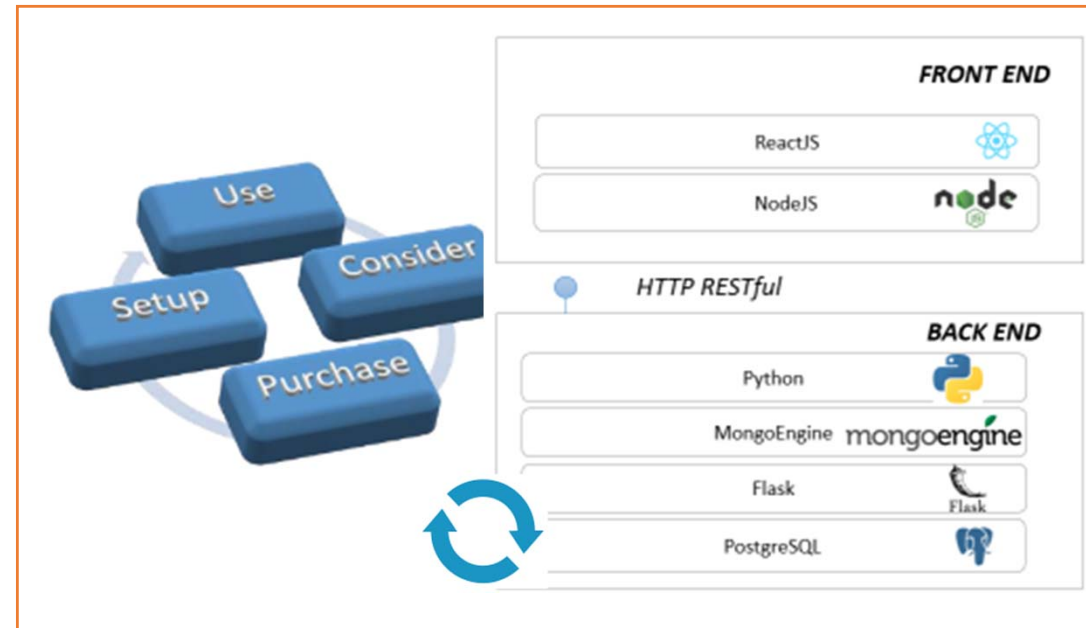 Use
Consider
Setup
Purchase
FRONT END
ReactJS
NodeJS node
JS
HTTP RESTful
BACK END
Python
MongoEngine mongoengine
Flask
Flask
PostgreSQL